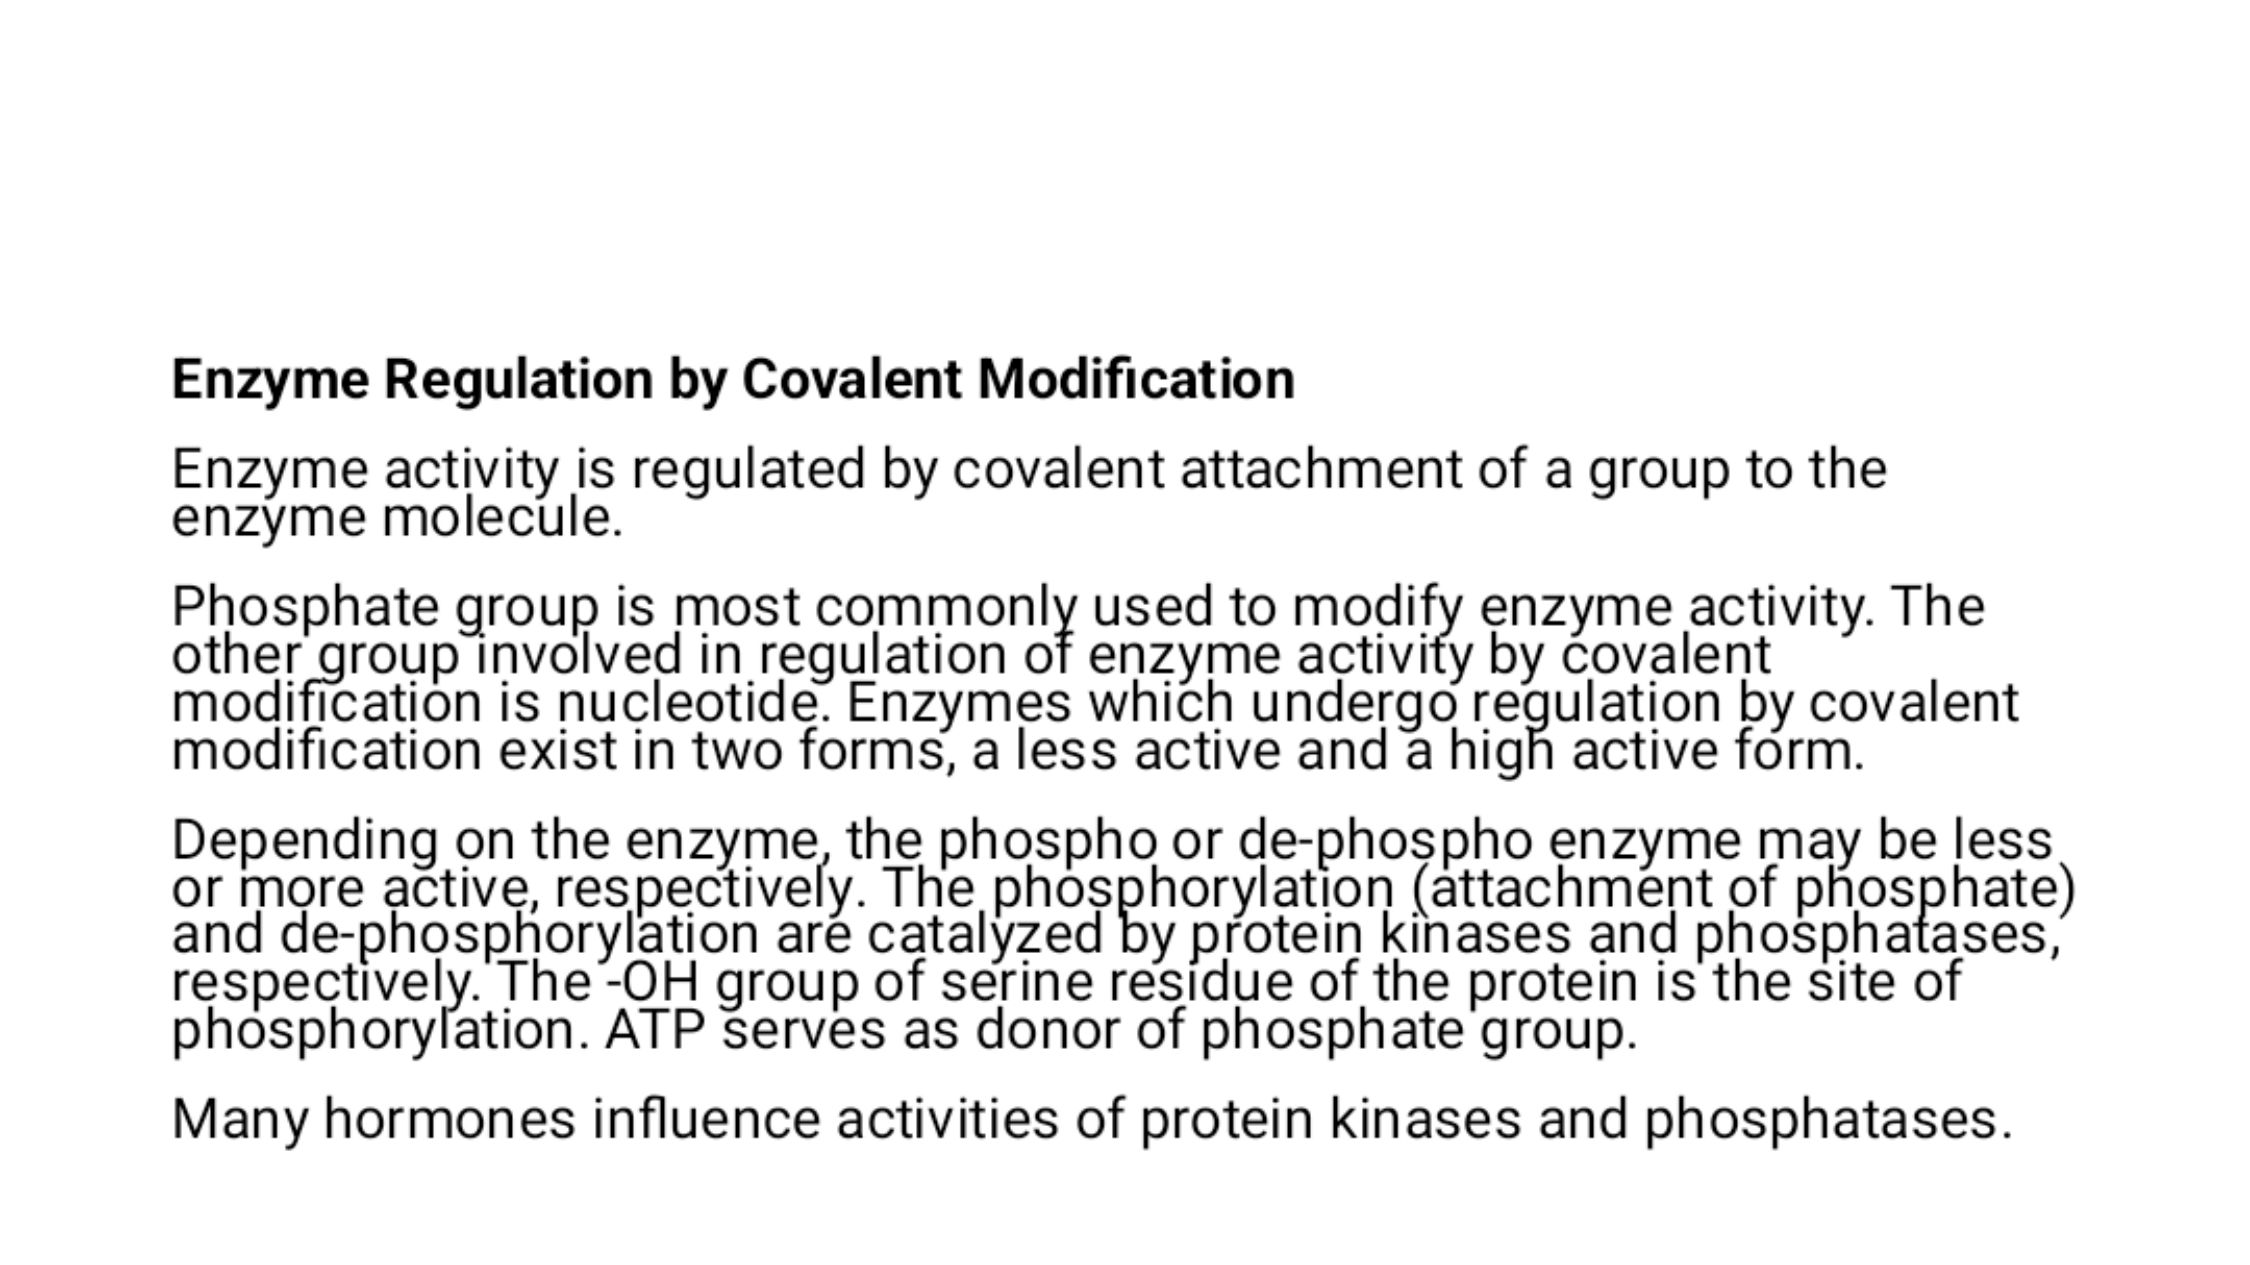 Enzyme Regulation by Covalent Modification
Enzyme activity is regulated by covalent attachment of a group to the
enzyme molecule.
Phosphate group is most commonly used to modify enzyme activity. The
other group involved in regulation of enzyme activity by covalent
modification is nucleotide. Enzymes which undergo regulation by covalent
modification exist in two forms, a less active and a high active form.
Depending on the enzyme, the phospho or de-phospho enzyme may be less
or more active, respectively. The phosphorylation (attachment of phosphate)
and de-phosphorylation are catalyzed by protein kinases and phosphatases,
respectively. The -OH group of serine residue of the protein is the site of
phosphorylation. ATP serves as donor of phosphate group.
Many hormones influence activities of protein kinases and phosphatases.